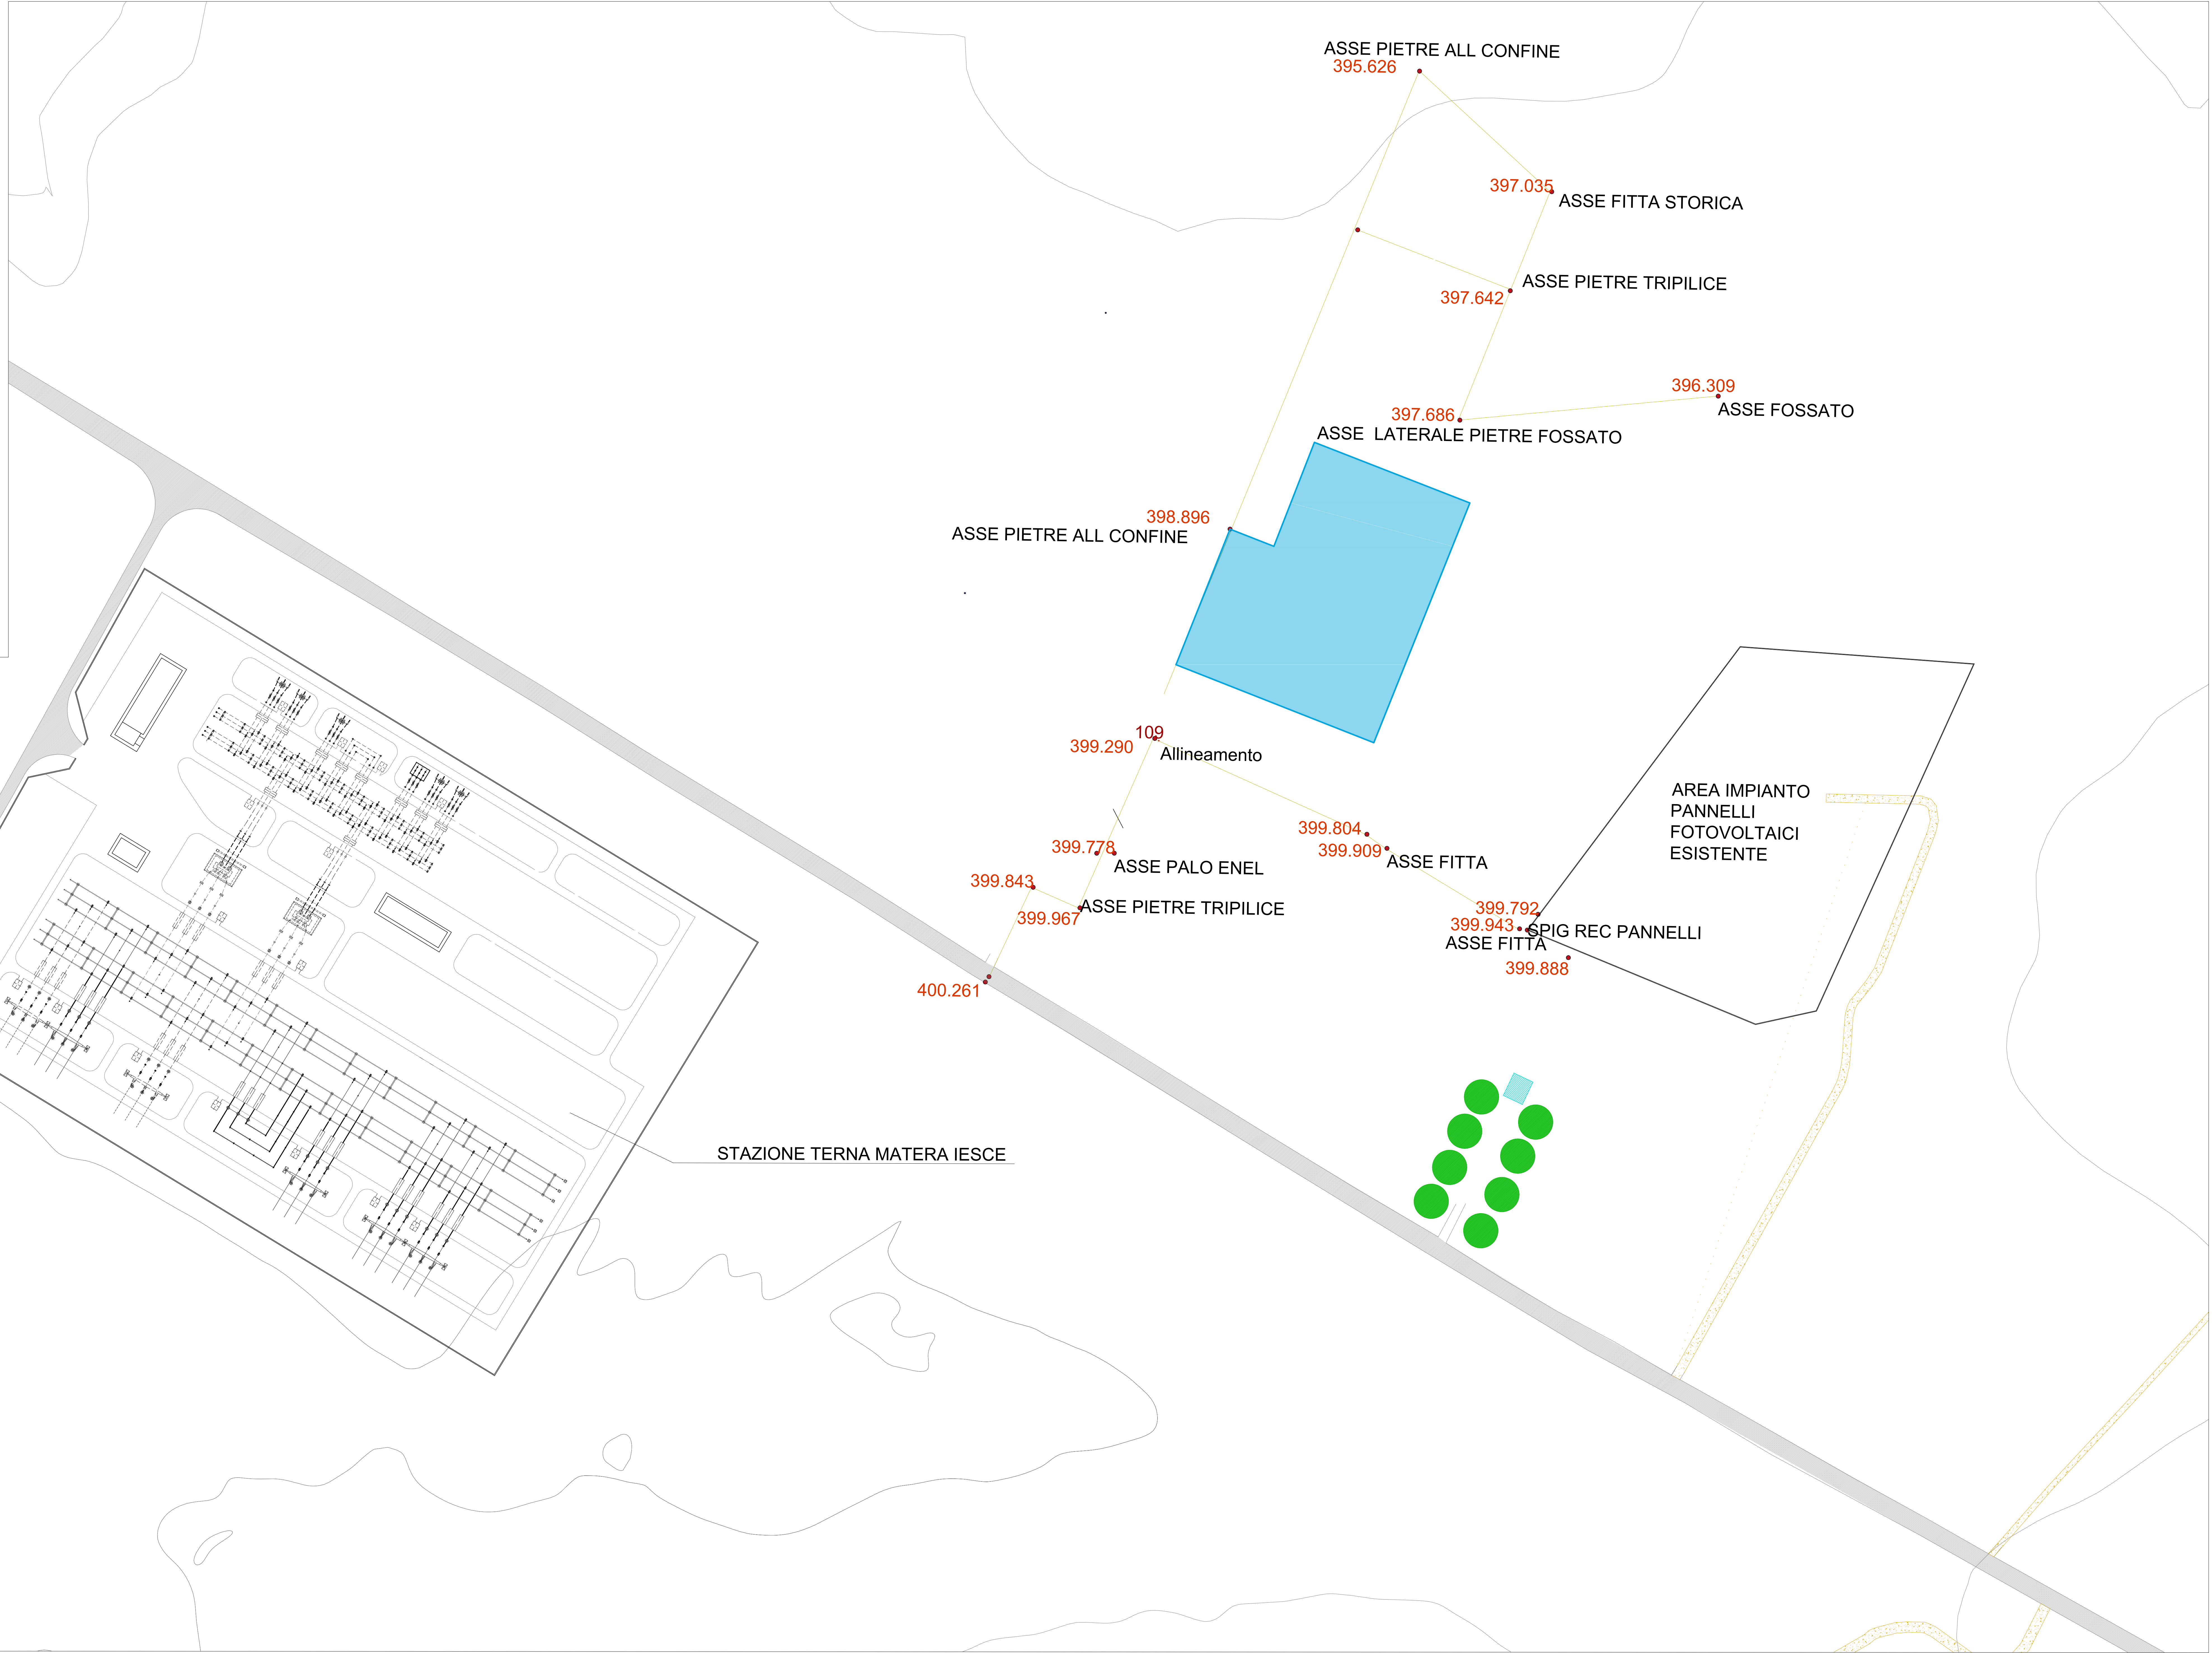 ASSE PIETRE ALL CONFINE
395.626
397.035
ASSE FITTA STORICA
ASSE PIETRE TRIPILICE
397.642
396.309
ASSE FOSSATO
397.686
ASSE  LATERALE PIETRE FOSSATO
398.896
ASSE PIETRE ALL CONFINE
109
399.290
Allineamento
AREA IMPIANTO
PANNELLI
FOTOVOLTAICI
ESISTENTE
399.804
399.909
ASSE FITTA
399.778
ASSE PALO ENEL
399.843
ASSE PIETRE TRIPILICE
399.967
399.792
399.943
SPIG REC PANNELLI
ASSE FITTA
399.888
400.261
STAZIONE TERNA MATERA IESCE